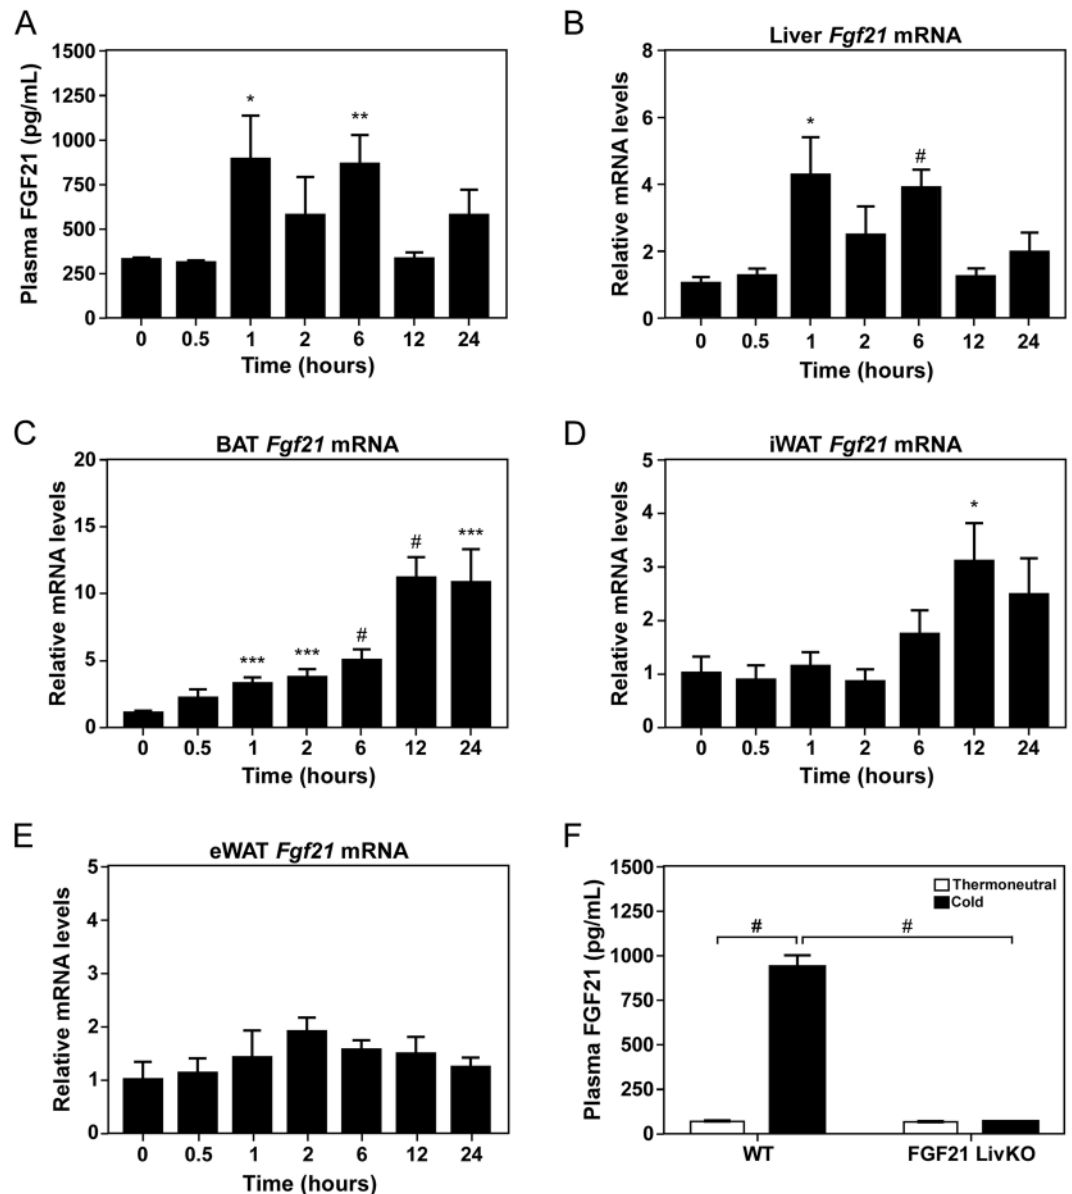 A
1500
1250
1000
750
500
250
0
Plasma FGF21 (pg/mL)
* **
0 0.5 1 2 6 12 24
Time (hours)
B
Liver Fgf21 mRNA
8
6
4
2
0
Relative mRNA levels
* #
0 0.5 1 2 6 12 24
Time (hours)
C
BAT Fgf21 mRNA
20
15
10
5
0
Relative mRNA levels
*** *** # # ***
0 0.5 1 2 6 12 24
Time (hours)
D
iWAT Fgf21 mRNA
5
4
3
2
1
0
Relative mRNA levels
*
0 0.5 1 2 6 12 24
Time (hours)
E
eWAT Fgf21 mRNA
5
4
3
2
1
0
Relative mRNA levels
0 0.5 1 2 6 12 24
Time (hours)
F
1500
1250
1000
750
500
250
0
Plasma FGF21 (pg/mL)
Thermoneutral
Cold
# #
WT FGF21 LivKO